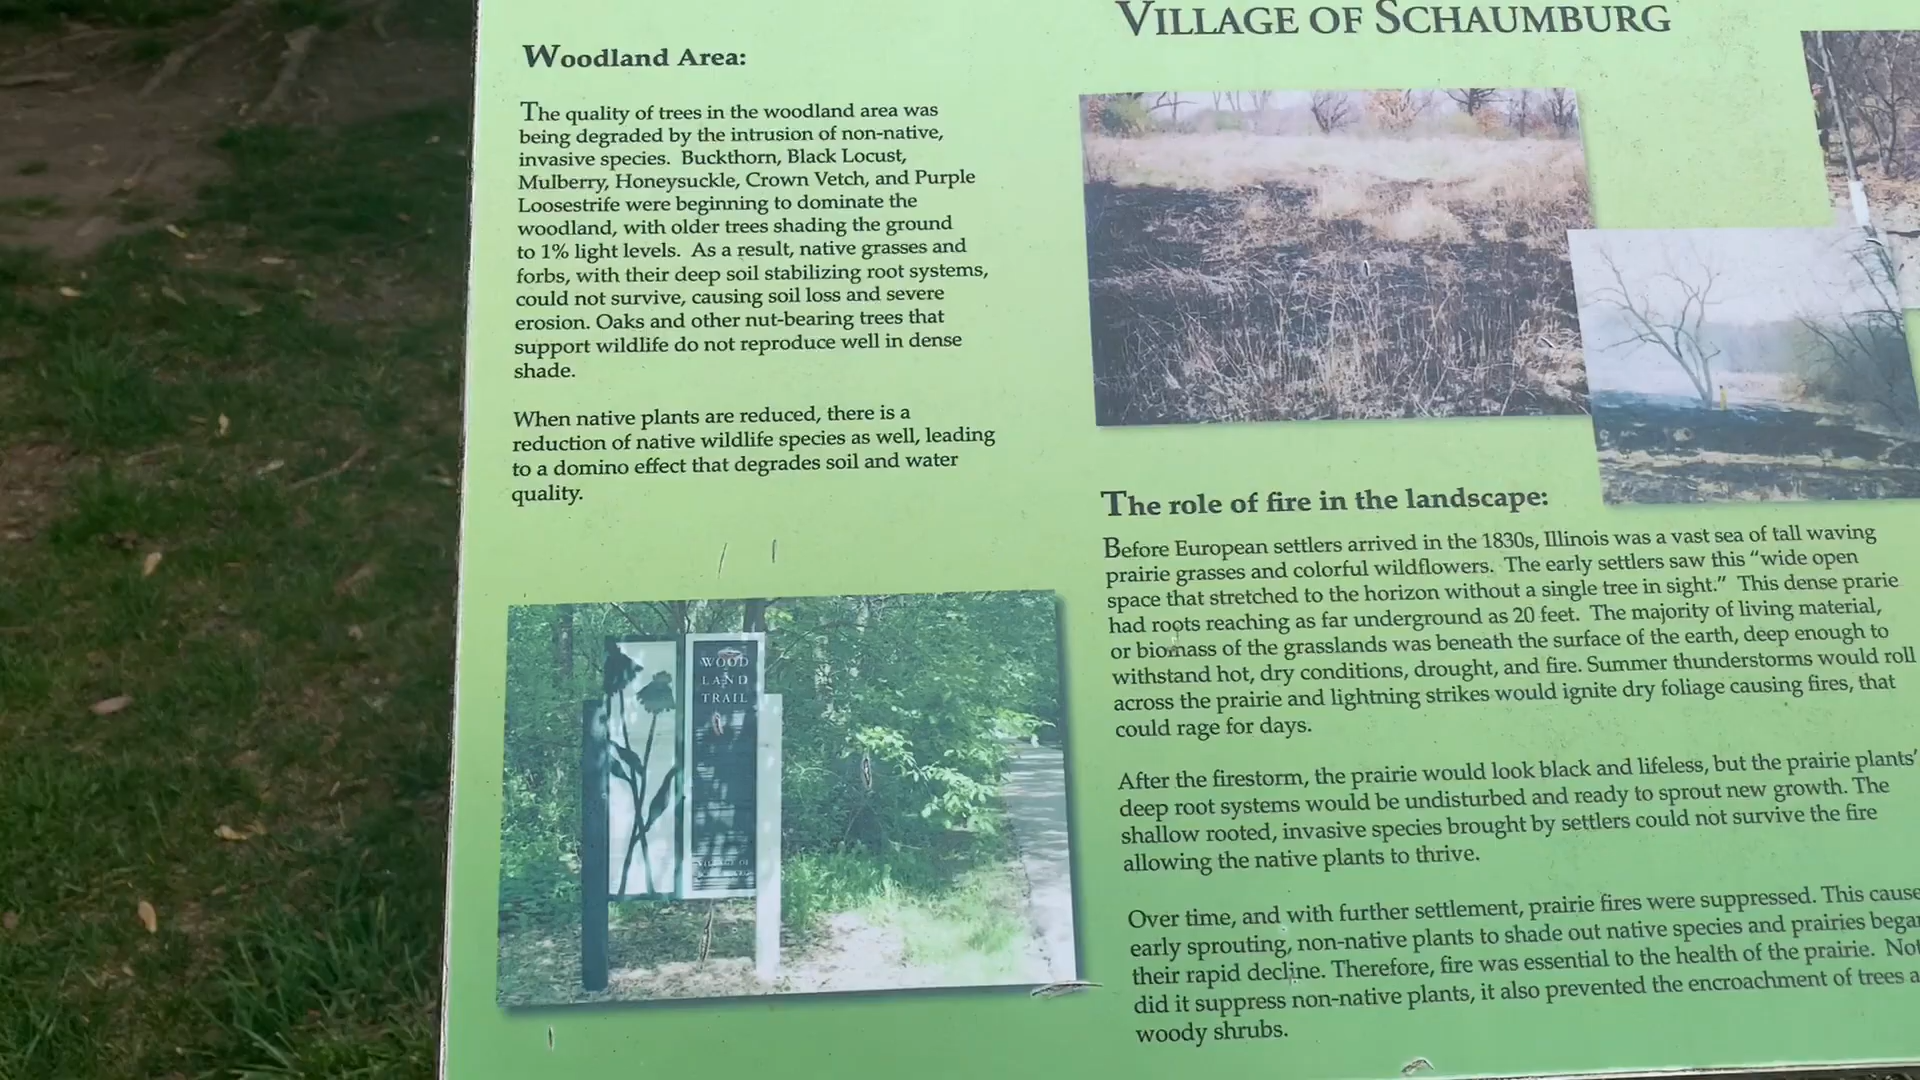 VILLAGE OF SCHAUMBURG
Woodland Area:
The quality of trees in the woodland area was
being degraded by the intrusion of non-native,
invasive species. Buckthorn, Black Locust,
Mulberry, Honeysuckle, Crown Vetch, and Purple
Loosestrife were beginning to dominate the
woodland, with older trees shading the ground
to 1% light levels. As a result, native grasses and
forbs, with their deep soil stabilizing root systems,
could not survive, causing soil loss and severe
erosion. Oaks and other nut-bearing trees that
support wildlife do not reproduce well in dense
shade.
When native plants are reduced, there is a
reduction of native wildlife species as well, leading
to a domino effect that degrades soil and water
quality.
WOOD
LAND
TRAIL
VILLAGE OF
The role of fire in the landscape:
Before European settlers arrived in the 1830s, Illinois was a vast sea of tall waving
prairie grasses and colorful wildflowers. The early settlers saw this "wide open
space that stretched to the horizon without a single tree in sight." This dense prarie
had roots reaching as far underground as 20 feet. The majority of living material,
or biomass of the grasslands was beneath the surface of the earth, deep enough to
withstand hot, dry conditions, drought, and fire. Summer thunderstorms would roll
across the prairie and lightning strikes would ignite dry foliage causing fires, that
could rage for days.
After the firestorm, the prairie would look black and lifeless, but the prairie plants'
deep root systems would be undisturbed and ready to sprout new growth. The
shallow rooted, invasive species brought by settlers could not survive the fire
allowing the native plants to thrive.
Over time, and with further settlement, prairie fires were suppressed. This cause
early sprouting, non-native plants to shade out native species and prairies began
their rapid decline. Therefore, fire was essential to the health of the prairie. Not
did it suppress non-native plants, it also prevented the encroachment of trees a
woody shrubs.